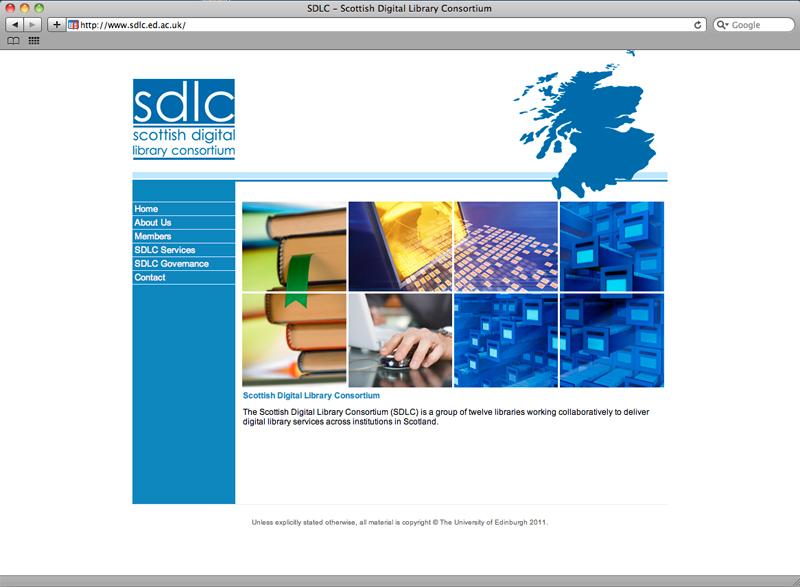 SDLC – Scottish Digital Library Consortium
http://www.sdlc.ed.ac.uk/
Google
sdlc
scottish digital
library consortium
Home
About Us
Members
SDLC Services
SDLC Governance
Contact
Scottish Digital Library Consortium
The Scottish Digital Library Consortium (SDLC) is a group of twelve libraries working collaboratively to deliver
digital library services across institutions in Scotland.
Unless explicitly stated otherwise, all material is copyright © The University of Edinburgh 2011.